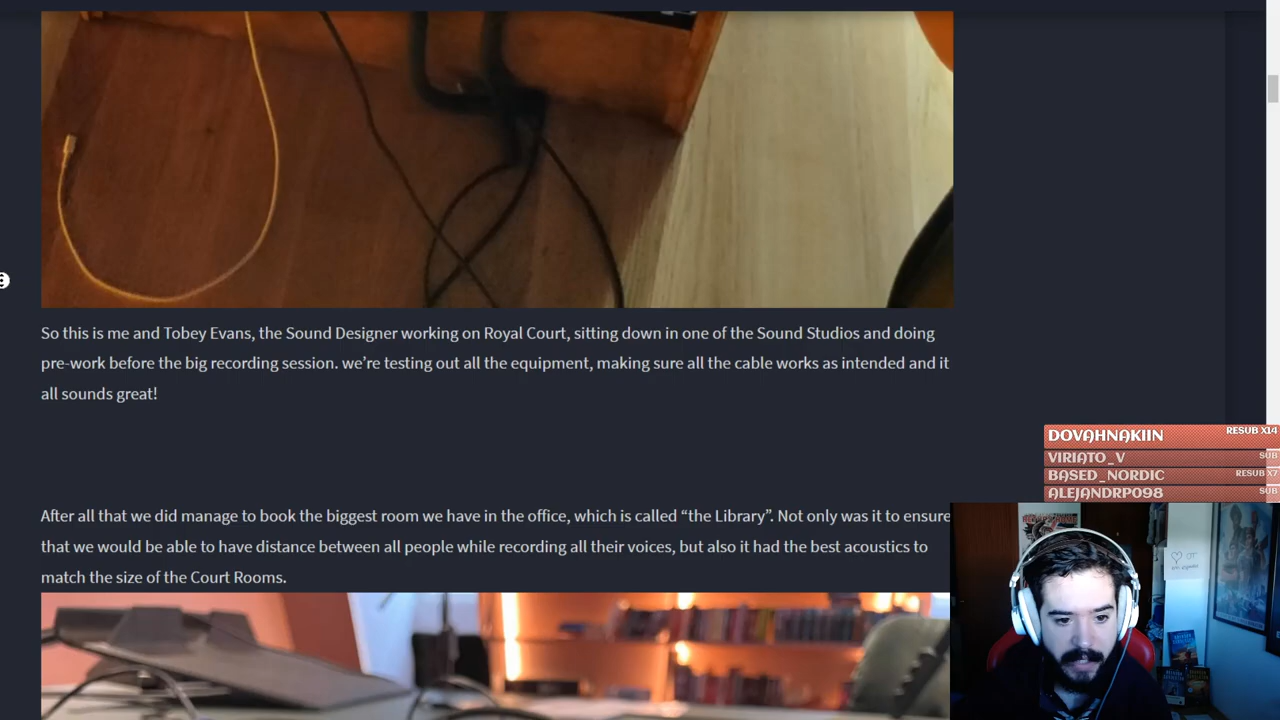 So this is me and Tobey Evans, the Sound Designer working on Royal Court, sitting down in one of the Sound Studios and doing
pre-work before the big recording session. we’re testing out all the equipment, making sure all the cable works as intended and it
all sounds great!
After all that we did manage to book the biggest room we have in the office, which is called “the Library”. Not only was it to ensure
that we would be able to have distance between all people while recording all their voices, but also it had the best acoustics to
match the size of the Court Rooms.
DOVAHNAKIIN RESUB X14
VIRIATO_V SUB
BASED_NORDIC RESUB X7
ALEJANDRP098 SUB